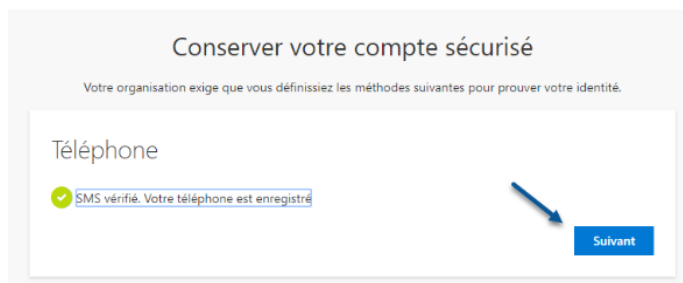 Conserver votre compte sécurisé
Votre organisation exige que vous définissiez les méthodes suivantes pour prouver votre identité.
Téléphone
SMS vérifié. Votre téléphone est enregistré
Suivant